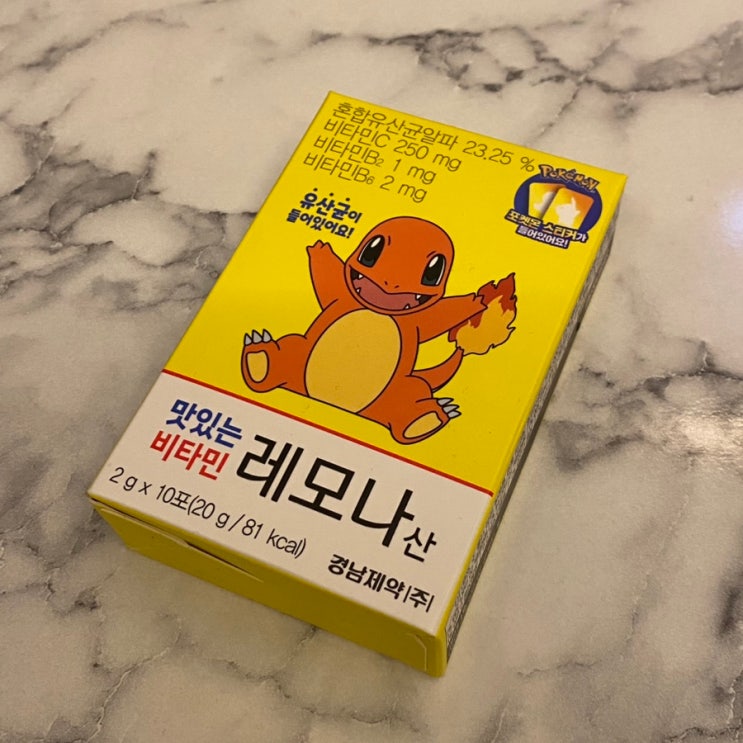 혼합유산균알파 23.25 %
비타민C 250 mg
비타민B₂ 1 mg
비타민B₆ 2 mg
Pokémon
포켓몬 스티커가
들어있어요!
유산균이
들어있어요!
맛있는
비타민
레모나산
2 g x 10포(20 g / 81 kcal)
경남제약(주)